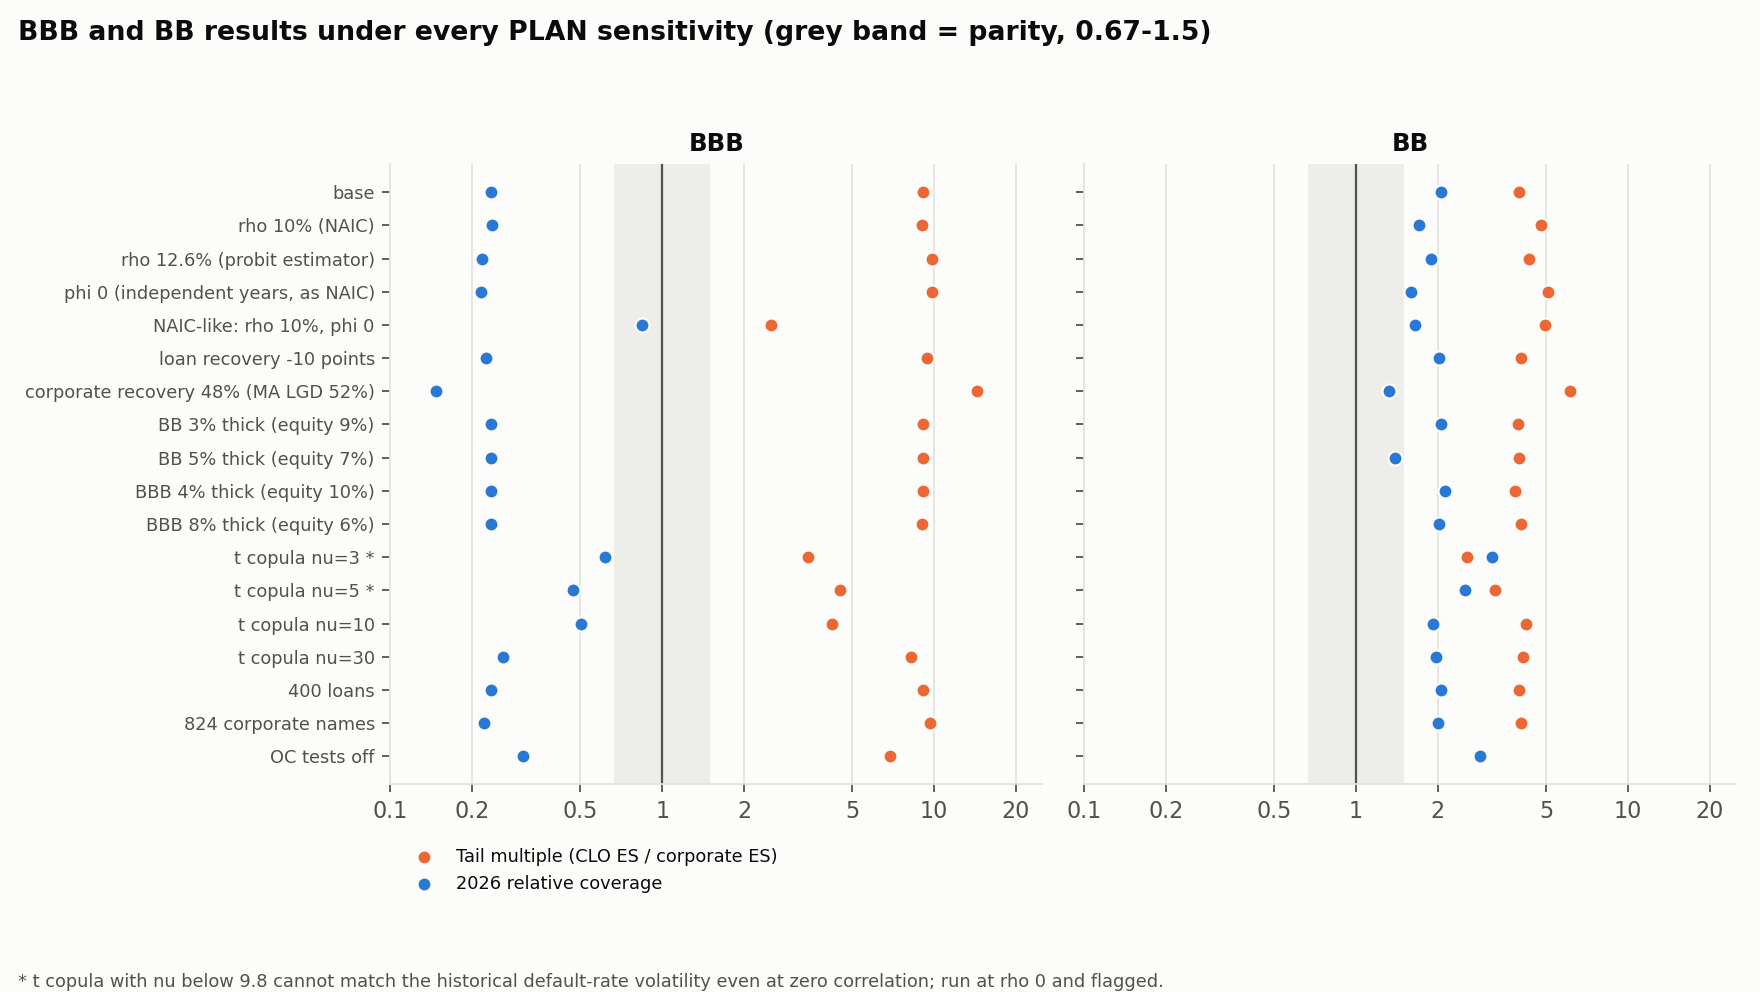 BBB and BB results under every PLAN sensitivity (grey band = parity, 0.67-1.5)
BBB
BB
base
rho 10% (NAIC)
rho 12.6% (probit estimator)
phi 0 (independent years, as NAIC)
NAIC-like: rho 10%, phi 0
loan recovery -10 points
corporate recovery 48% (MA LGD 52%)
BB 3% thick (equity 9%)
BB 5% thick (equity 7%)
BBB 4% thick (equity 10%)
BBB 8% thick (equity 6%)
t copula nu=3 *
t copula nu=5 *
t copula nu=10
t copula nu=30
400 loans
824 corporate names
OC tests off
0.1 0.2 0.5 1 2 5 10 20
0.1 0.2 0.5 1 2 5 10 20
Tail multiple (CLO ES / corporate ES)
2026 relative coverage
* t copula with nu below 9.8 cannot match the historical default-rate volatility even at zero correlation; run at rho 0 and flagged.